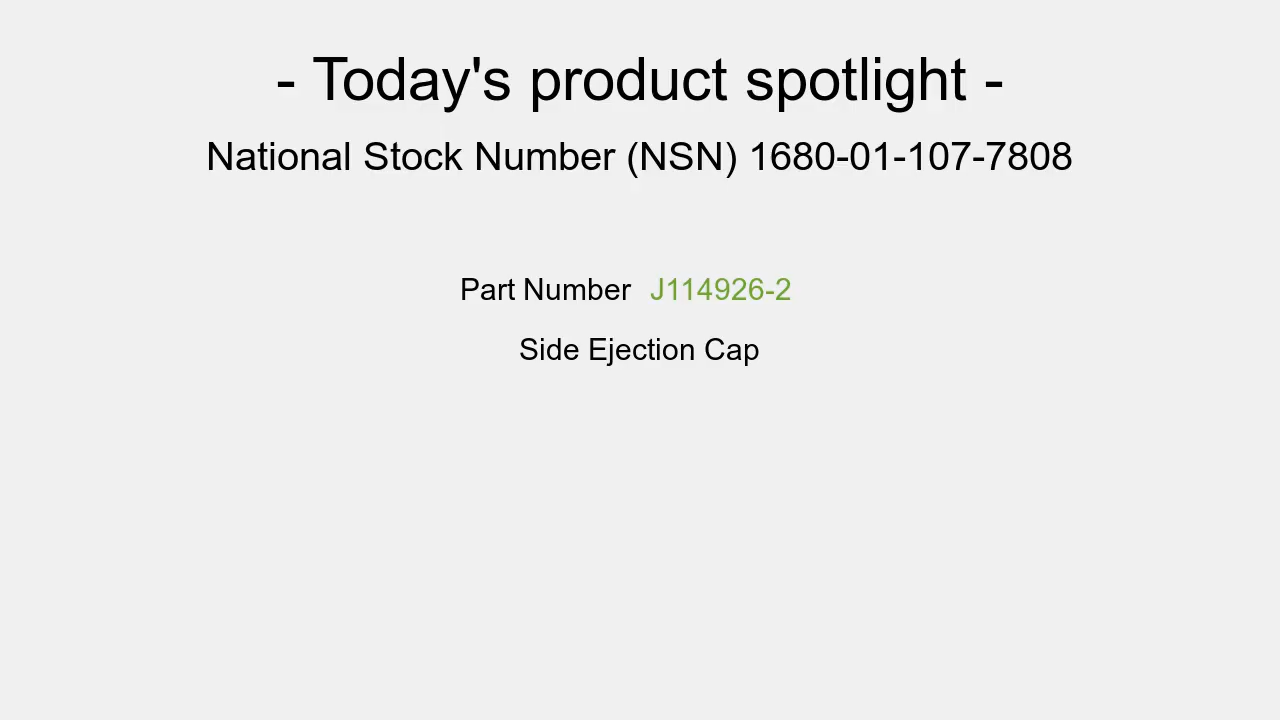 - Today's product spotlight -
National Stock Number (NSN) 1680-01-107-7808
Part Number J114926-2
Side Ejection Cap